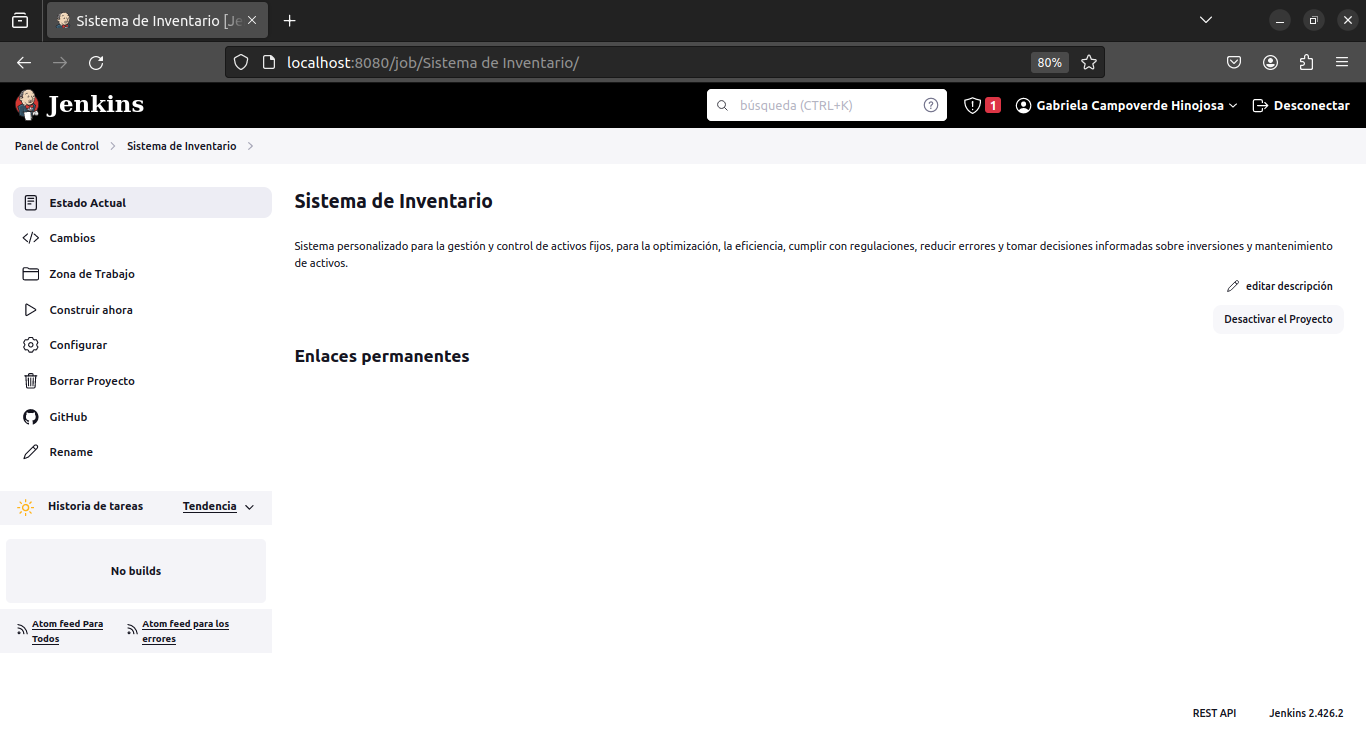 Sistema de Inventario [Je
localhost:8080/job/Sistema de Inventario/
80%
Jenkins
búsqueda (CTRL+K)
1
Gabriela Campoverde Hinojosa
Desconectar
Panel de Control
Sistema de Inventario
Estado Actual
Cambios
Zona de Trabajo
Construir ahora
Configurar
Borrar Proyecto
GitHub
Rename
Historia de tareas
Tendencia
No builds
Atom feed Para
Todos
Atom feed para los
errores
Sistema de Inventario
Sistema personalizado para la gestión y control de activos fijos, para la optimización, la eficiencia, cumplir con regulaciones, reducir errores y tomar decisiones informadas sobre inversiones y mantenimiento
de activos.
editar descripción
Desactivar el Proyecto
Enlaces permanentes
REST API
Jenkins 2.426.2